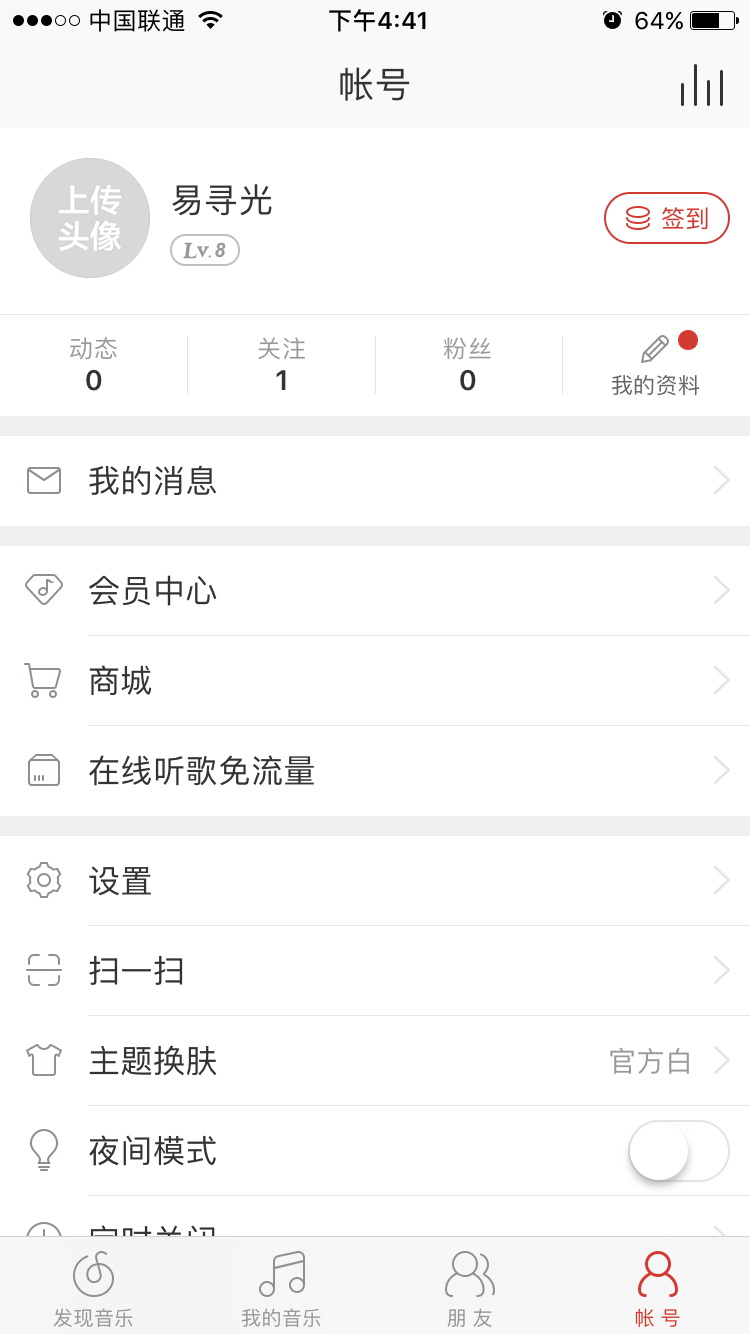 中国联通 下午4:41 64%
帐号
上传
头像
易寻光
Lv.8
签到
动态 关注 粉丝
0 1 0
我的资料
我的消息
会员中心
商城
在线听歌免流量
设置
扫一扫
主题换肤 官方白
夜间模式
发现音乐 我的音乐 朋友 帐号